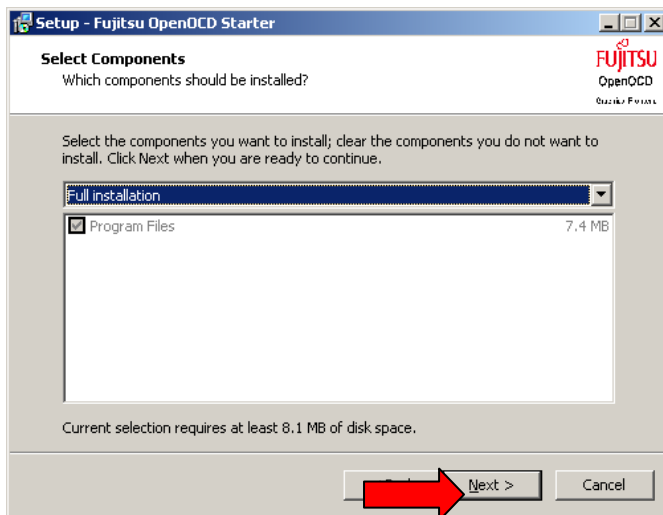 Setup - Fujitsu OpenOCD Starter
Select Components
Which components should be installed?
FUJITSU
OpenOCD
Select the components you want to install; clear the components you do not want to
install. Click Next when you are ready to continue.
Full installation
Program Files 7.4 MB
Current selection requires at least 8.1 MB of disk space.
Next > Cancel